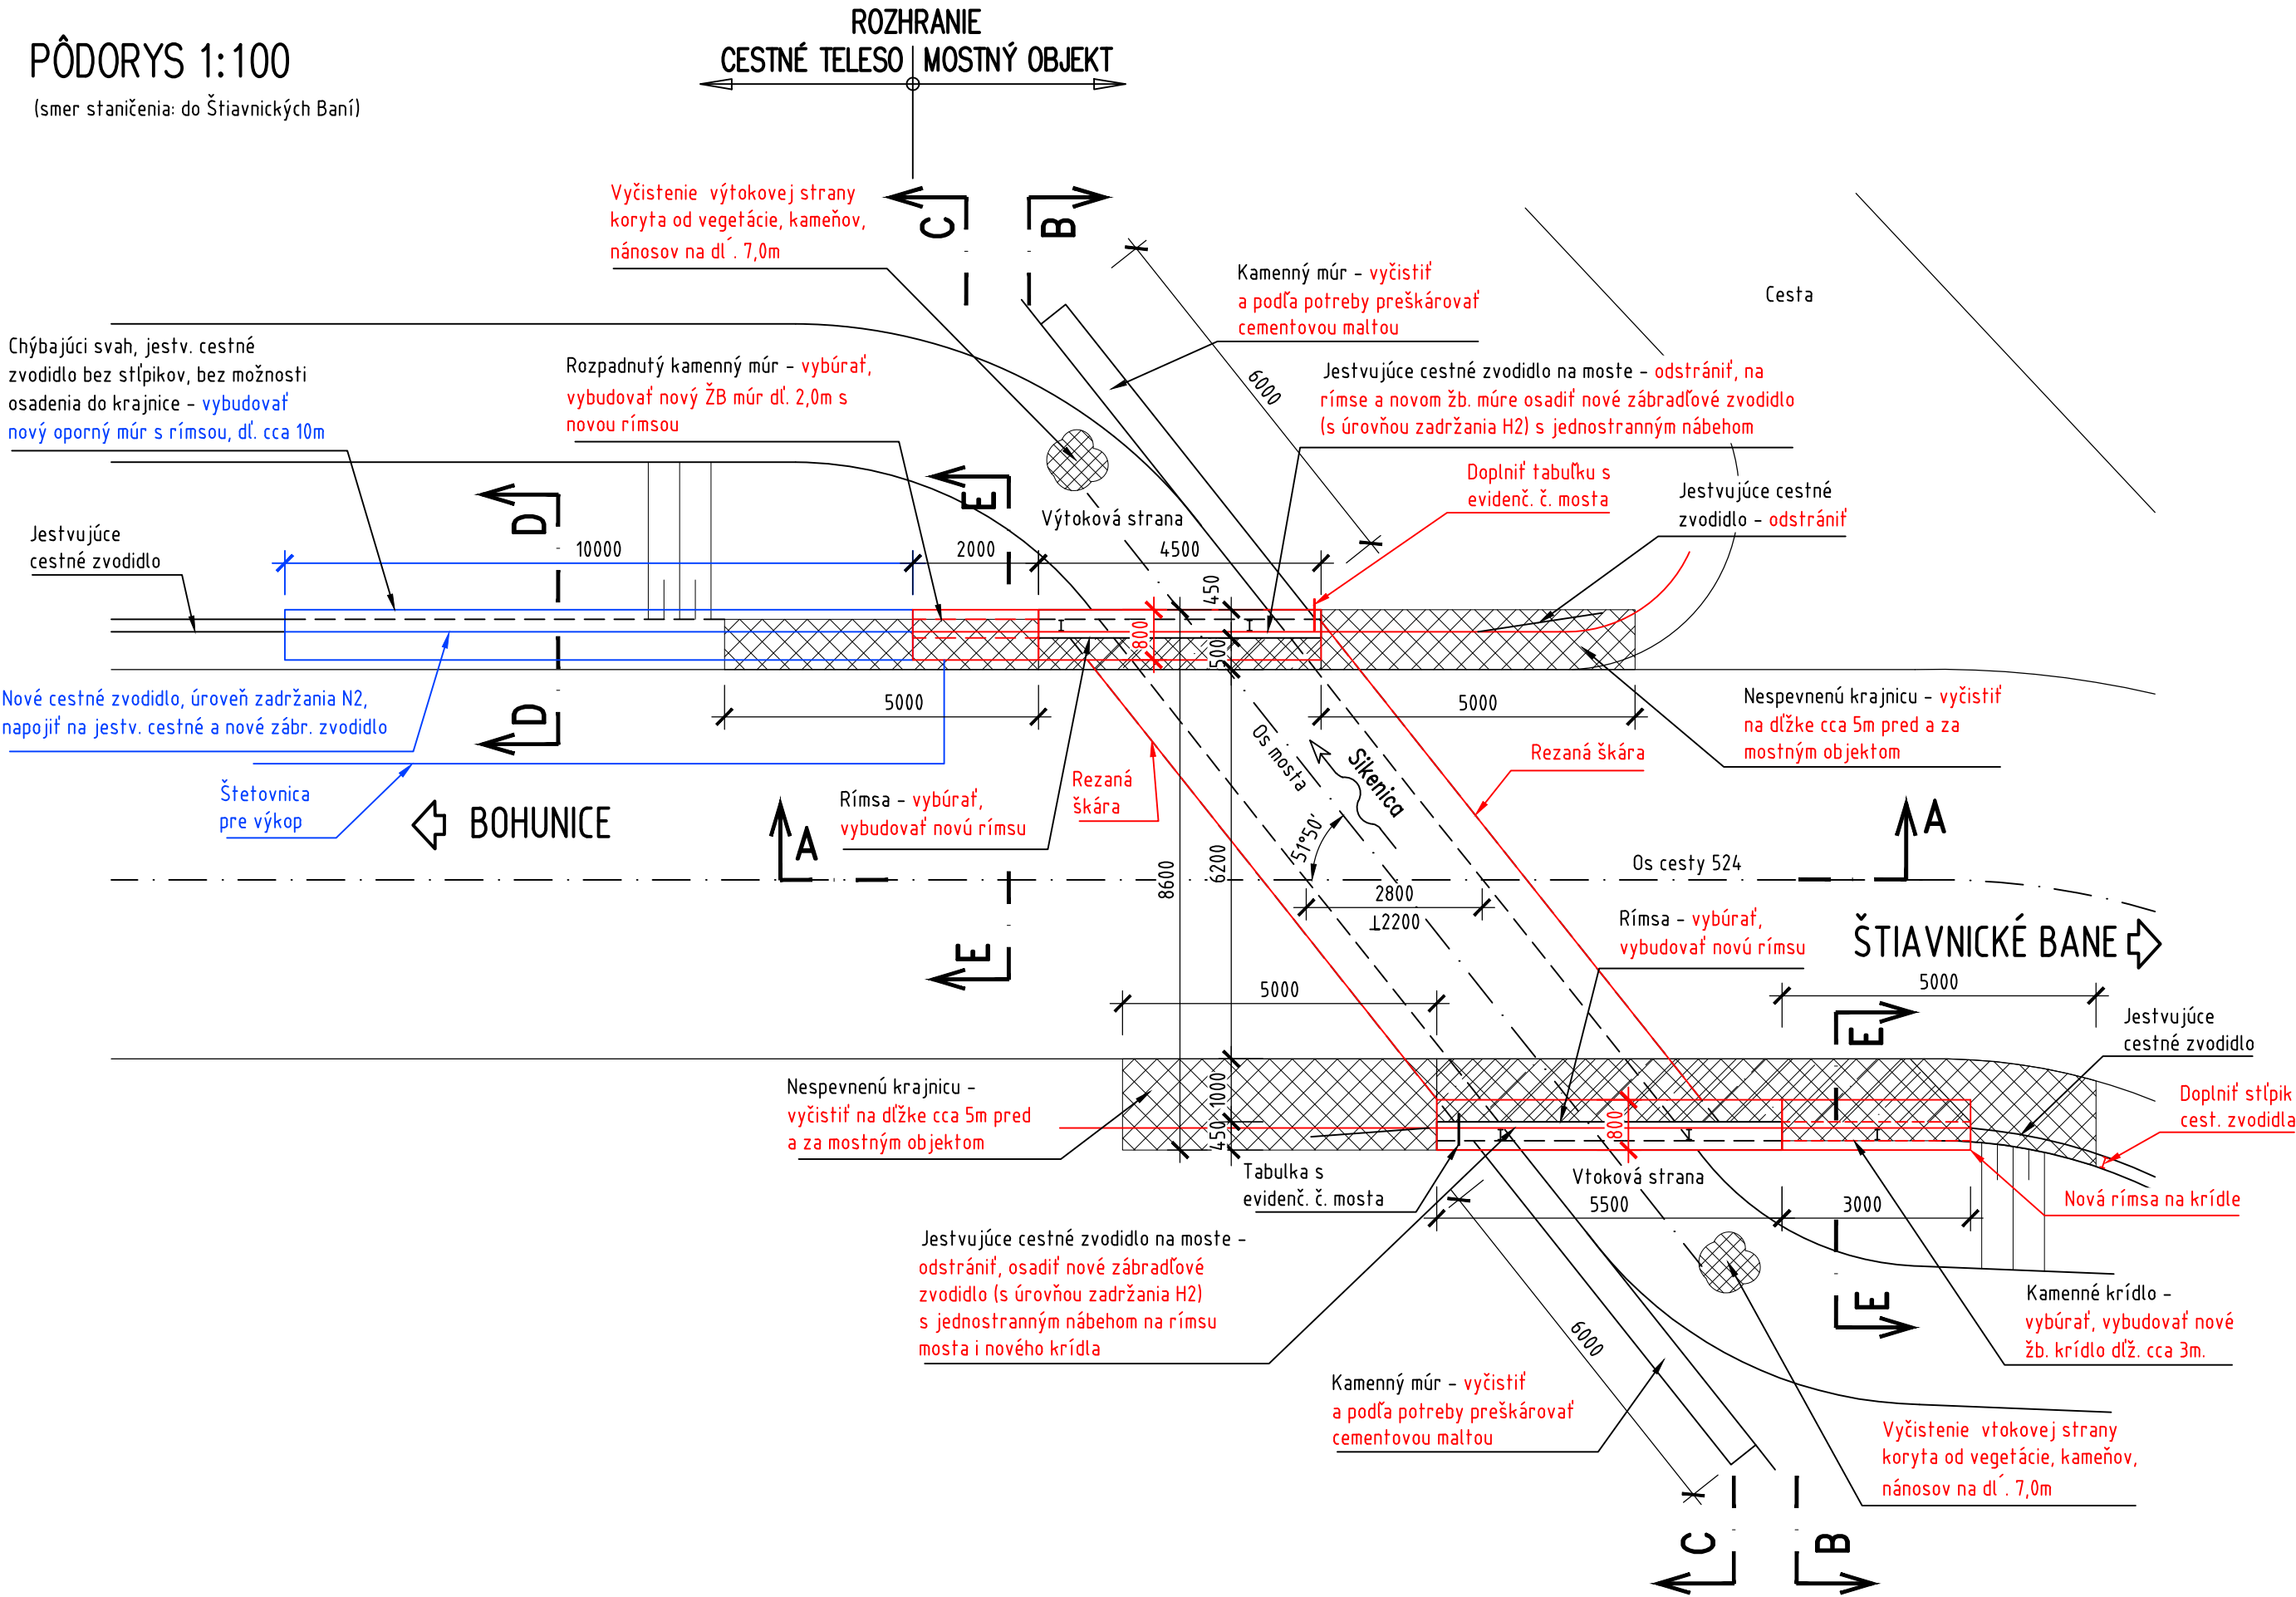 PÔDORYS 1:100
(smer staničenia: do Štiavnických Baní)
ROZHRANIE
CESTNÉ TELESO MOSTNÝ OBJEKT
Vyčistenie výtokovej strany
koryta od vegetácie, kameňov,
nánosov na dĺ. 7,0m
C
B
Kamenný múr - vyčistiť
a podľa potreby preškárovať
cementovou maltou
Cesta
Chýbajúci svah, jestv. cestné
zvodidlo bez stĺpikov, bez možnosti
osadenia do krajnice - vybudovať
nový oporný múr s rímsou, dĺ. cca 10m
Rozpadnutý kamenný múr - vybúrať,
vybudovať nový ŽB múr dĺ. 2,0m s
novou rímsou
6000
Jestvujúce cestné zvodidlo na moste - odstrániť, na
rímse a novom žb. múre osadiť nové zábradľové zvodidlo
(s úrovňou zadržania H2) s jednostranným nábehom
Doplniť tabuľku s
evidenč. č. mosta
Jestvujúce cestné
zvodidlo - odstrániť
Jestvujúce
cestné zvodidlo
D
E
Výtoková strana
10000
2000
4500
450
800
500
5000
5000
Nové cestné zvodidlo, úroveň zadržania N2,
napojiť na jestv. cestné a nové zábr. zvodidlo
D
Štetovnica
pre výkop
BOHUNICE
A
Rímsa - vybúrať,
vybudovať novú rímsu
Rezaná
škára
Os mosta
Sikenica
51°50'
Rezaná škára
Nespevnenú krajnicu - vyčistiť
na dĺžke cca 5m pred a za
mostným objektom
A
8600
6200
Os cesty 524
2800
⊥2200
Rímsa - vybúrať,
vybudovať novú rímsu
ŠTIAVNICKÉ BANE
E
5000
5000
E
Jestvujúce
cestné zvodidlo
Nespevnenú krajnicu -
vyčistiť na dĺžke cca 5m pred
a za mostným objektom
1000
450
800
Doplniť stĺpik
cest. zvodidla
Tabulka s
evidenč. č. mosta
Vtoková strana
5500
3000
Nová rímsa na krídle
Jestvujúce cestné zvodidlo na moste -
odstrániť, osadiť nové zábradľové
zvodidlo (s úrovňou zadržania H2)
s jednostranným nábehom na rímsu
mosta i nového krídla
6000
E
Kamenné krídlo -
vybúrať, vybudovať nové
žb. krídlo dĺž. cca 3m.
Kamenný múr - vyčistiť
a podľa potreby preškárovať
cementovou maltou
Vyčistenie vtokovej strany
koryta od vegetácie, kameňov,
nánosov na dĺ. 7,0m
C
B